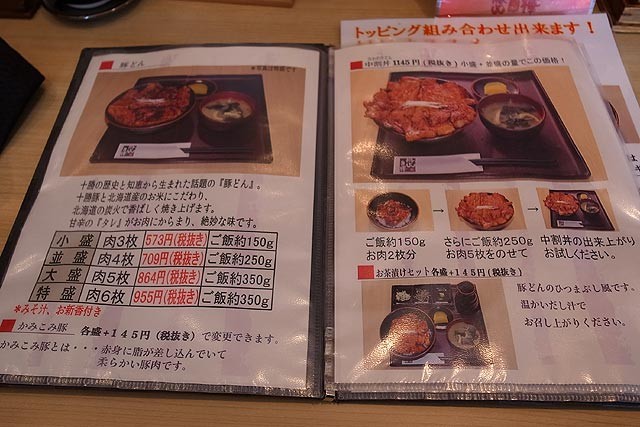 トッピング組み合わせ出来ます！
豚どん
十勝の歴史と知恵から生まれた話題の『豚どん』。
十勝豚と北海道産のお米にこだわり、
北海道の炭火で香ばしく焼き上げます。
甘辛の『タレ』がお肉にからまり、絶妙な味です。
小 盛 肉3枚 573円(税抜き) ご飯約150g
並 盛 肉4枚 709円(税抜き) ご飯約250g
大 盛 肉5枚 864円(税抜き) ご飯約350g
特 盛 肉6枚 955円(税抜き) ご飯約350g
*みそ汁、お新香付き
かみこみ豚 各盛+145円（税抜き）で変更できます。
かみこみ豚とは・・・赤身に脂が差し込んでいて
柔らかい豚肉です。
中割丼 1145円（税抜き）小盛・並盛の量でこの価格！
ご飯約150g
お肉2枚分
→
さらにご飯約250g
お肉5枚をのせて
→
中割丼の出来上がり
お試しください。
お茶漬けセット各盛+145円（税抜き）
豚どんのひつまぶし風です。
温かいだし汁で
お召し上がりください。